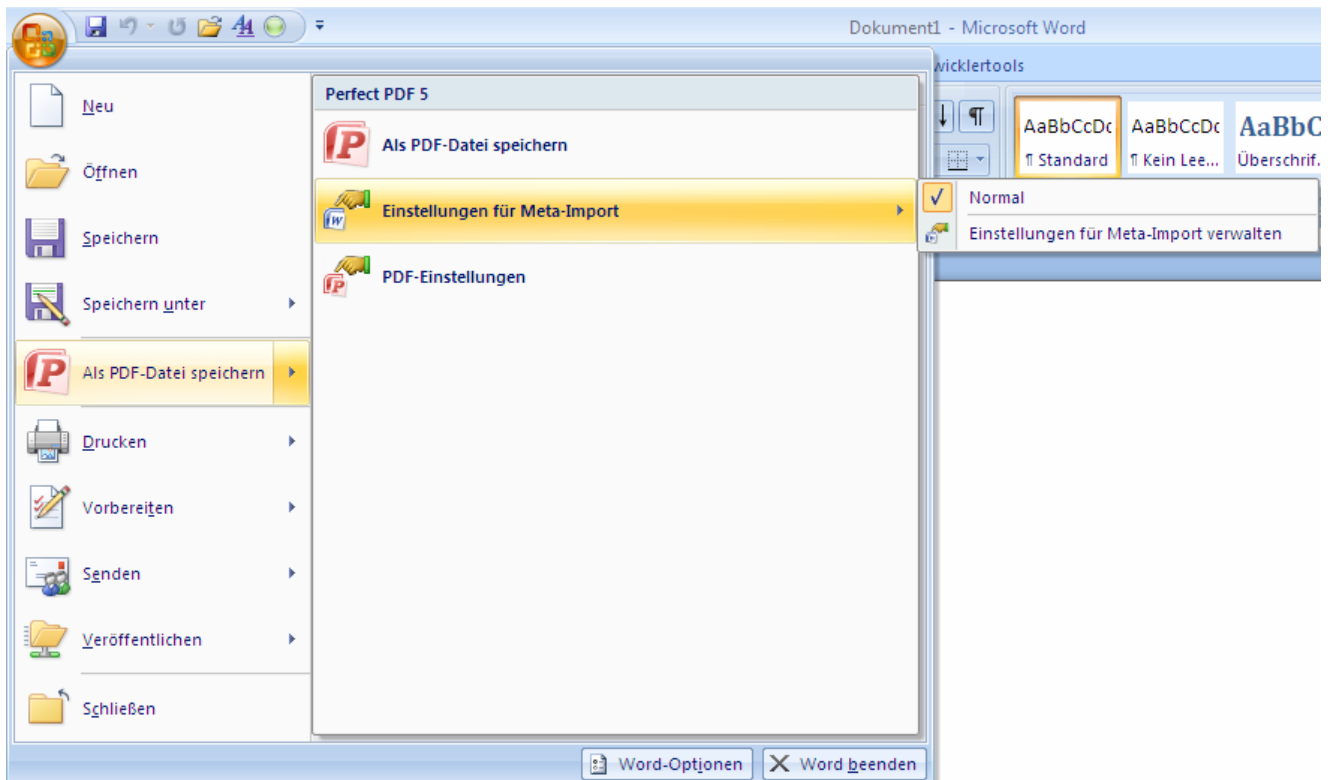 Dokument1 - Microsoft Word
wicklertools
Neu
Öffnen
Speichern
Speichern unter
Als PDF-Datei speichern
Drucken
Vorbereiten
Senden
Veröffentlichen
Schließen
Perfect PDF 5
Als PDF-Datei speichern
Einstellungen für Meta-Import
PDF-Einstellungen
AaBbCcDc AaBbCcDc AaBbC
¶ Standard ¶ Kein Lee... Überschrif.
Normal
Einstellungen für Meta-Import verwalten
Word-Optionen Word beenden